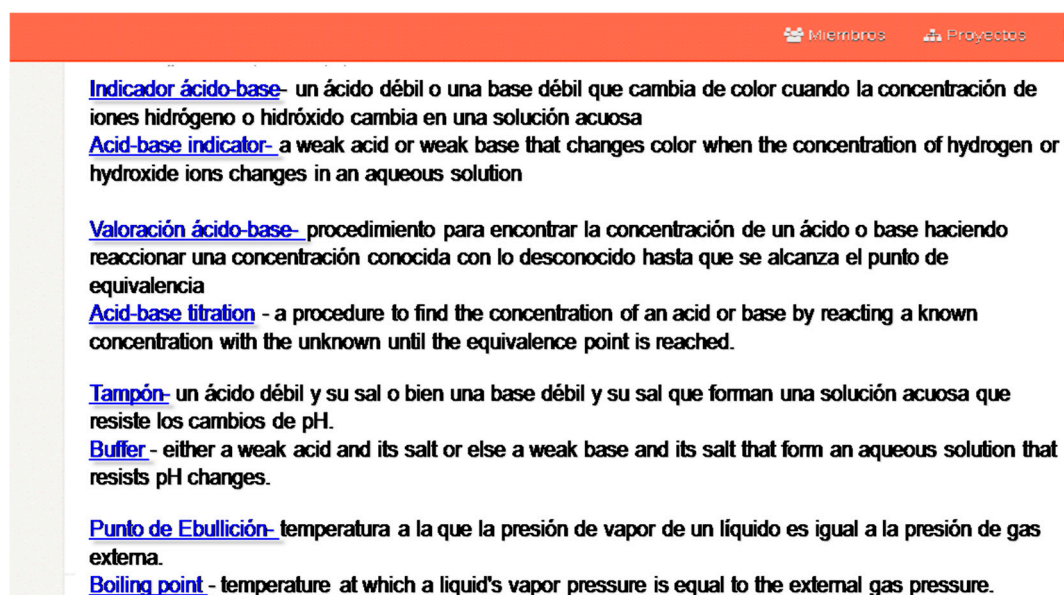 Miembros Proyectos
Indicador ácido-base- un ácido débil o una base débil que cambia de color cuando la concentración de
iones hidrógeno o hidróxido cambia en una solución acuosa
Acid-base indicator- a weak acid or weak base that changes color when the concentration of hydrogen or
hydroxide ions changes in an aqueous solution
Valoración ácido-base- procedimiento para encontrar la concentración de un ácido o base haciendo
reaccionar una concentración conocida con lo desconocido hasta que se alcanza el punto de
equivalencia
Acid-base titration - a procedure to find the concentration of an acid or base by reacting a known
concentration with the unknown until the equivalence point is reached.
Tampón- un ácido débil y su sal o bien una base débil y su sal que forman una solución acuosa que
resiste los cambios de pH.
Buffer - either a weak acid and its salt or else a weak base and its salt that form an aqueous solution that
resists pH changes.
Punto de Ebullición- temperatura a la que la presión de vapor de un líquido es igual a la presión de gas
externa.
Boiling point - temperature at which a liquid's vapor pressure is equal to the external gas pressure.